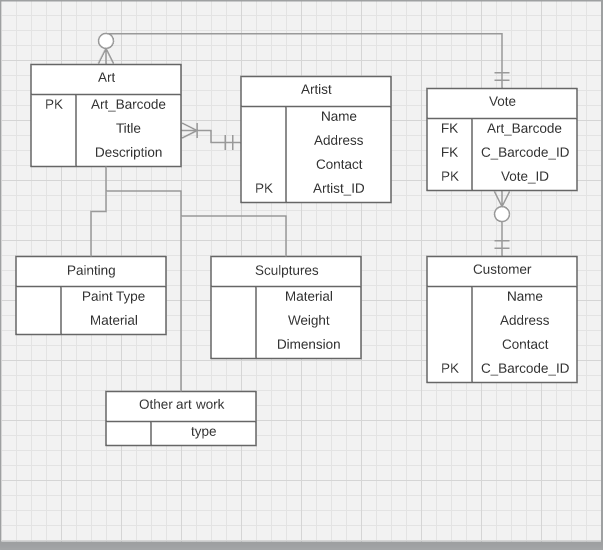 Art
PK Art_Barcode
Title
Description
Artist
Name
Address
Contact
PK Artist_ID
Vote
FK Art_Barcode
FK C_Barcode_ID
PK Vote_ID
Painting
Paint Type
Material
Sculptures
Material
Weight
Dimension
Customer
Name
Address
Contact
PK C_Barcode_ID
Other art work
type